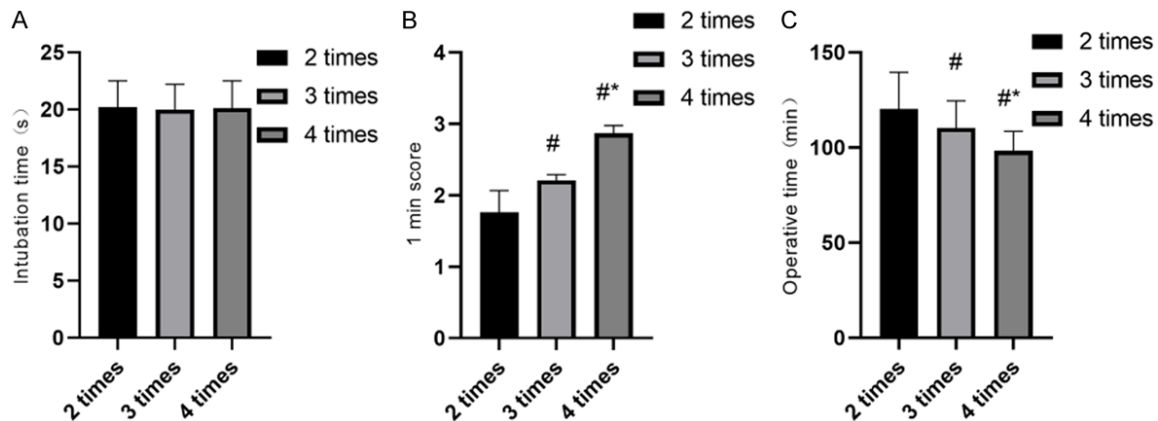 A
Intubation time (s)
25
20
15
10
5
0
2 times
3 times
4 times
2 times
3 times
4 times
B
1 min score
4
3
2
1
0
#
#*
2 times
3 times
4 times
2 times
3 times
4 times
C
Operative time (min)
150
100
50
0
#
#*
2 times
3 times
4 times
2 times
3 times
4 times